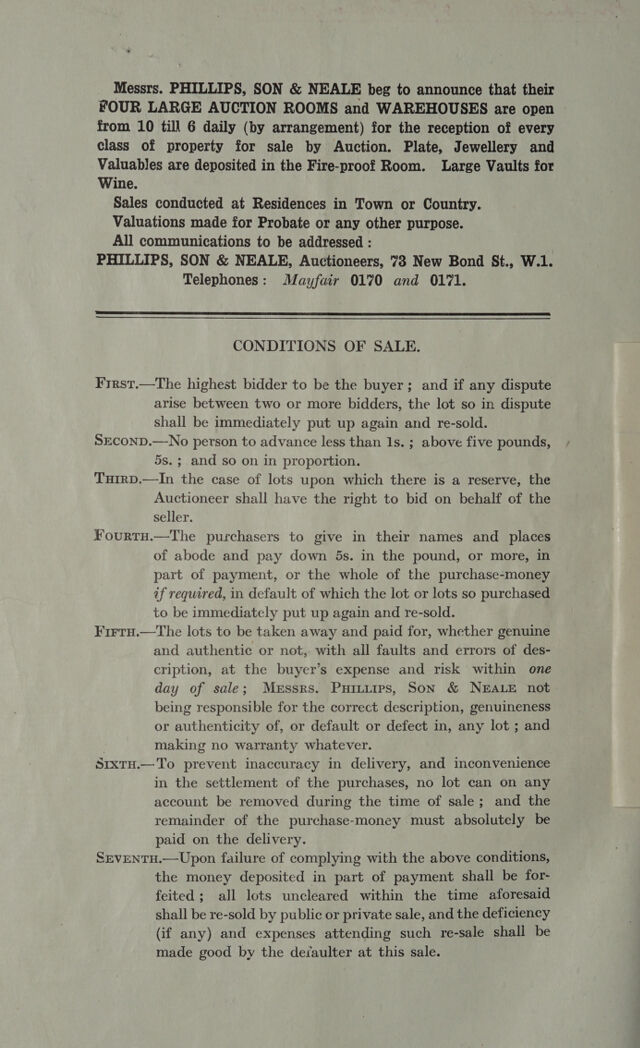 Messrs. PHILLIPS, SON & NEALE beg to announce that their
FOUR LARGE AUCTION ROOMS and WAREHOUSES are open
from 10 till 6 daily (by arrangement) for the reception of every
class of property for sale by Auction. Plate, Jewellery and
Valuables are deposited in the Fire-proof Room. Large Vaults for
Wine.
Sales conducted at Residences in Town or Country.
Valuations made for Probate or any other purpose.
All communications to be addressed :
PHILLIPS, SON & NEALE, Auctioneers, 73 New Bond St., W.1.
Telephones : Mayfair 0170 and 0171.
CONDITIONS OF SALE.
FIRST.—The highest bidder to be the buyer ; and if any dispute
arise between two or more bidders, the lot so in dispute
shall be immediately put up again and re-sold.
SECOND.—No person to advance less than 1s. ; above five pounds,
5s. ; and so on in proportion.
THIRD.—In the case of lots upon which there is a reserve, the
Auctioneer shall have the right to bid on behalf of the
seller.
FOURTH.—The purchasers to give in their names and places
of abode and pay down 5s. in the pound, or more, in
part of payment, or the whole of the purchase-money
if required, in default of which the lot or lots so purchased
to be immediately put up again and re-sold.
FIFTH.—The lots to be taken away and paid for, whether genuine
and authentic or not, with all faults and errors of des-
cription, at the buyer's expense and risk within one
day of sale ; MESSRS. PHILLIPS, SON & NEALE not
being responsible for the correct description, genuineness
or authenticity of, or default or defect in, any lot ; and
making no warranty whatever.
SIXTH.—To prevent inaccuracy in delivery, and inconvenience
in the settlement of the purchases, no lot can on any
account be removed during the time of sale ; and the
remainder of the purchase-money must absolutely be
paid on the delivery.
SEVENTH.—Upon failure of complying with the above conditions,
the money deposited in part of payment shall be for-
feited ; all lots uncleared within the time aforesaid
shall be re-sold by public or private sale, and the deficiency
(if any) and expenses attending such re-sale shall be
made good by the defaulter at this sale.